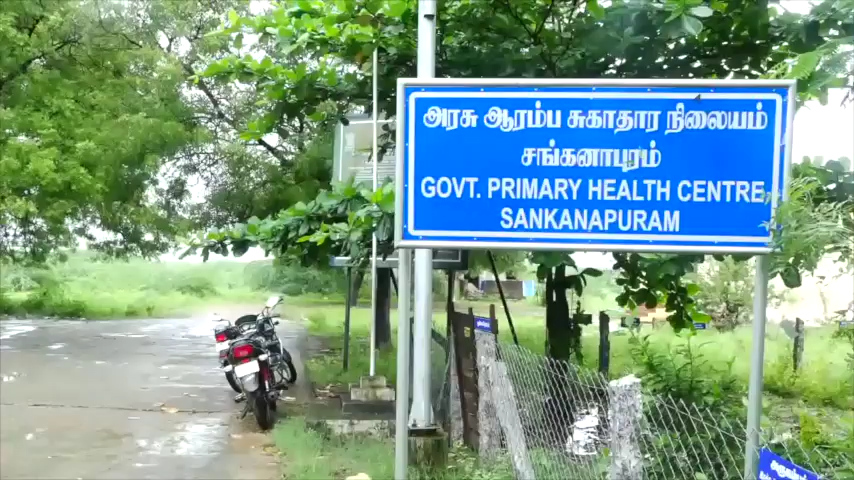 அரசு ஆரம்ப சுகாதார நிலையம்
சங்கனாபுரம்
GOVT. PRIMARY HEALTH CENTRE
SANKANAPURAM